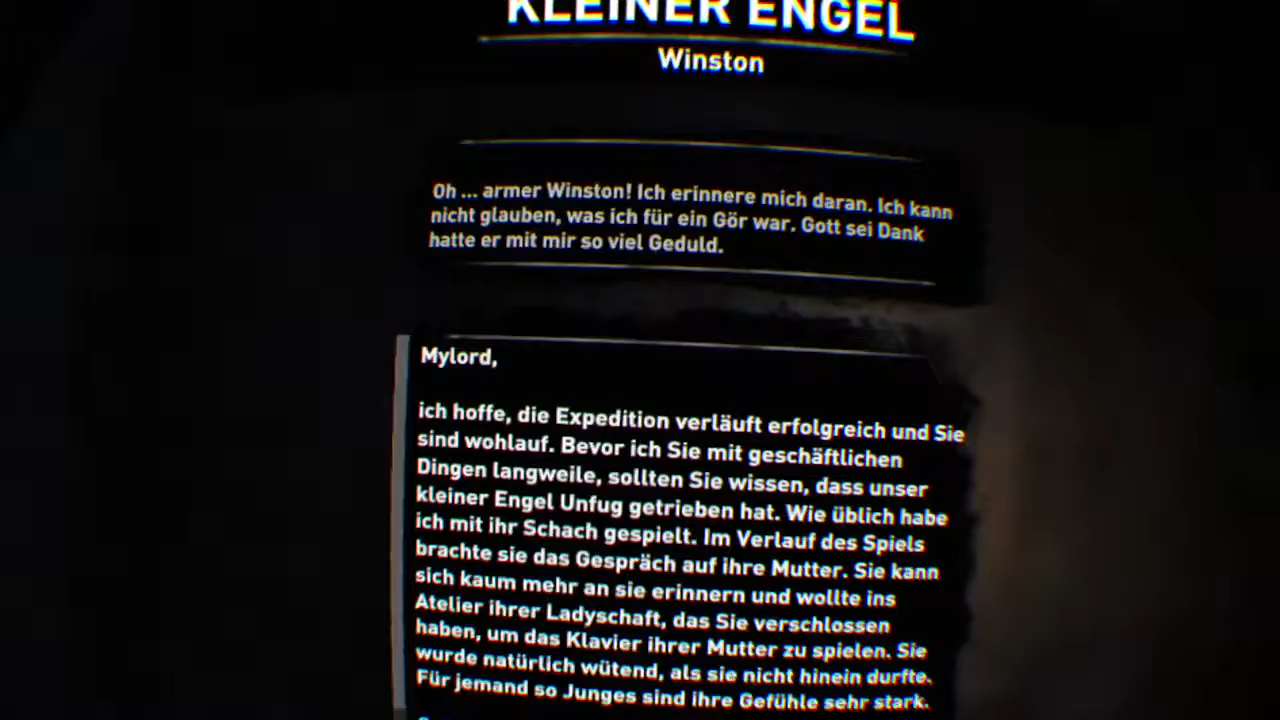 KLEINER ENGEL
Winston
Oh ... armer Winston! Ich erinnere mich daran. Ich kann
nicht glauben, was ich für ein Gör war. Gott sei Dank
hatte er mit mir so viel Geduld.
Mylord,
ich hoffe, die Expedition verläuft erfolgreich und Sie
sind wohlauf. Bevor ich Sie mit geschäftlichen
Dingen langweile, sollten Sie wissen, dass unser
kleiner Engel Unfug getrieben hat. Wie üblich habe
ich mit ihr Schach gespielt. Im Verlauf des Spiels
brachte sie das Gespräch auf ihre Mutter. Sie kann
sich kaum mehr an sie erinnern und wollte ins
Atelier ihrer Ladyschaft, das Sie verschlossen
haben, um das Klavier ihrer Mutter zu spielen. Sie
wurde natürlich wütend, als sie nicht hinein durfte.
Für jemand so Junges sind ihre Gefühle sehr stark.